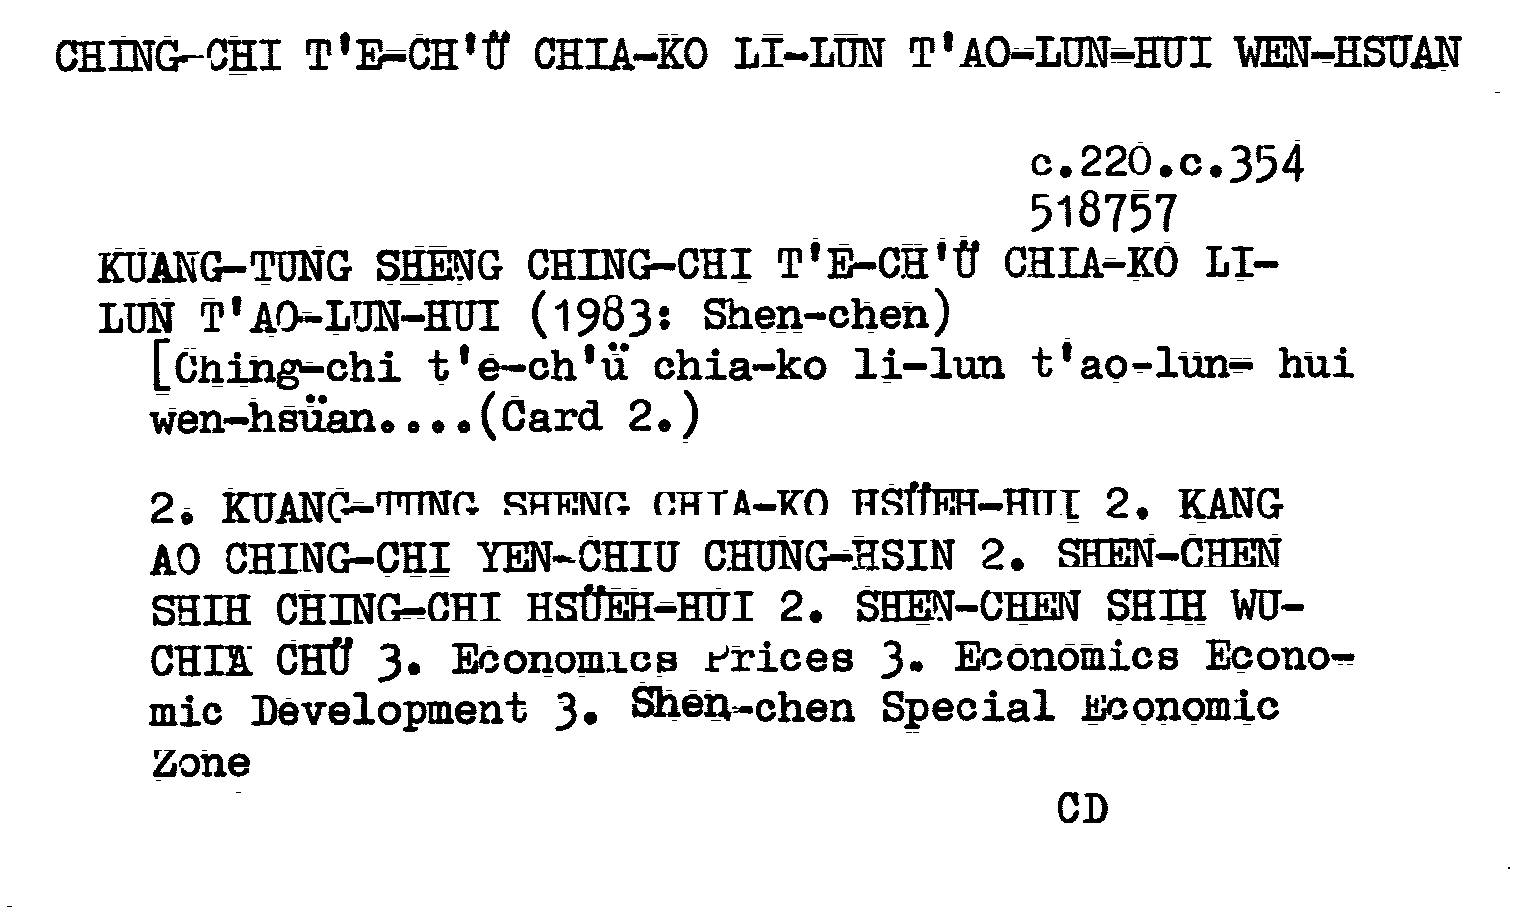 CHING-CHI T'E-CH'Ü CHIA-KO LI-LUN T'AO-LUN-HUI WEN-HSUAN
c.220.c.354
518757
KUANG-TUNG SHENG CHING-CHI T'E-CH'Ü CHIA-KO LI-
LUN T'AO-LUN-HUI (1983: Shen-chen)
[Ching-chi t'e-ch'ü chia-ko li-lun t'ao-lun- hui
wen-hsüan....(Card 2.)
2. KUANG-TUNG SHENG CHIA-KO HSÜEH-HUI 2. KANG
AO CHING-CHI YEN-CHIU CHUNG-HSIN 2. SHEN-CHEN
SHIH CHING-CHI HSÜEH-HUI 2. SHEN-CHEN SHIH WU-
CHIA CHÜ 3. Economics Prices 3. Economics Econo-
mic Development 3. Shen-chen Special Economic
Zone
CD